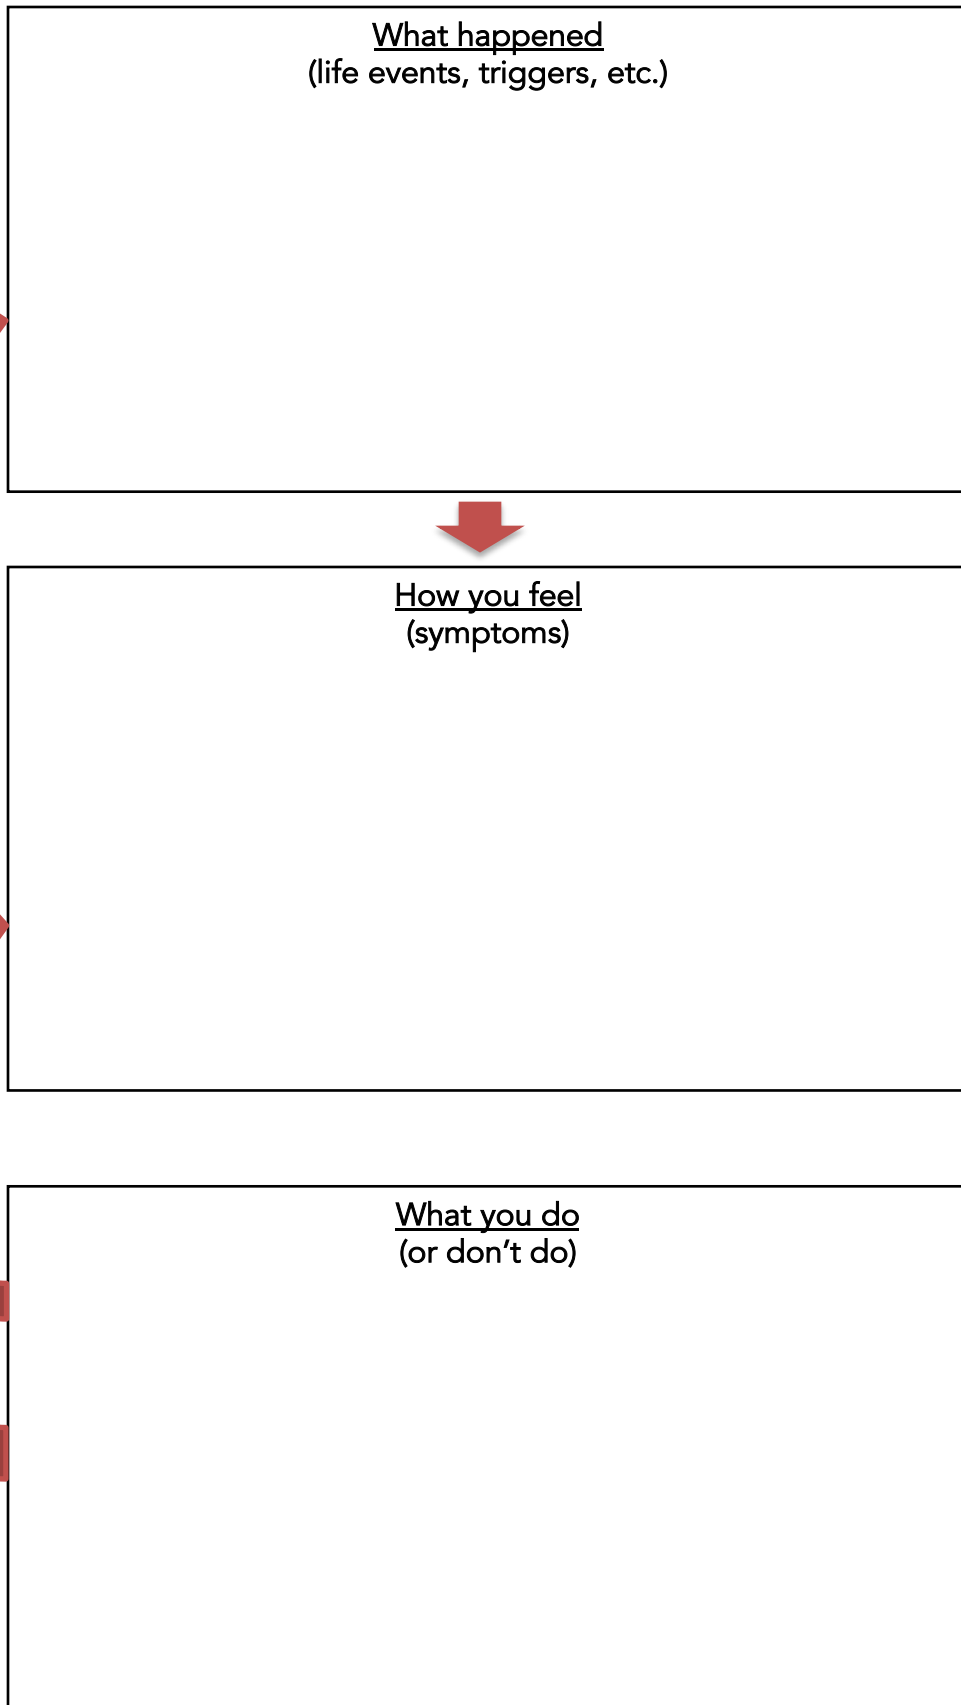 What happened
(life events, triggers, etc.)
How you feel
(symptoms)
What you do
(or don’t do)